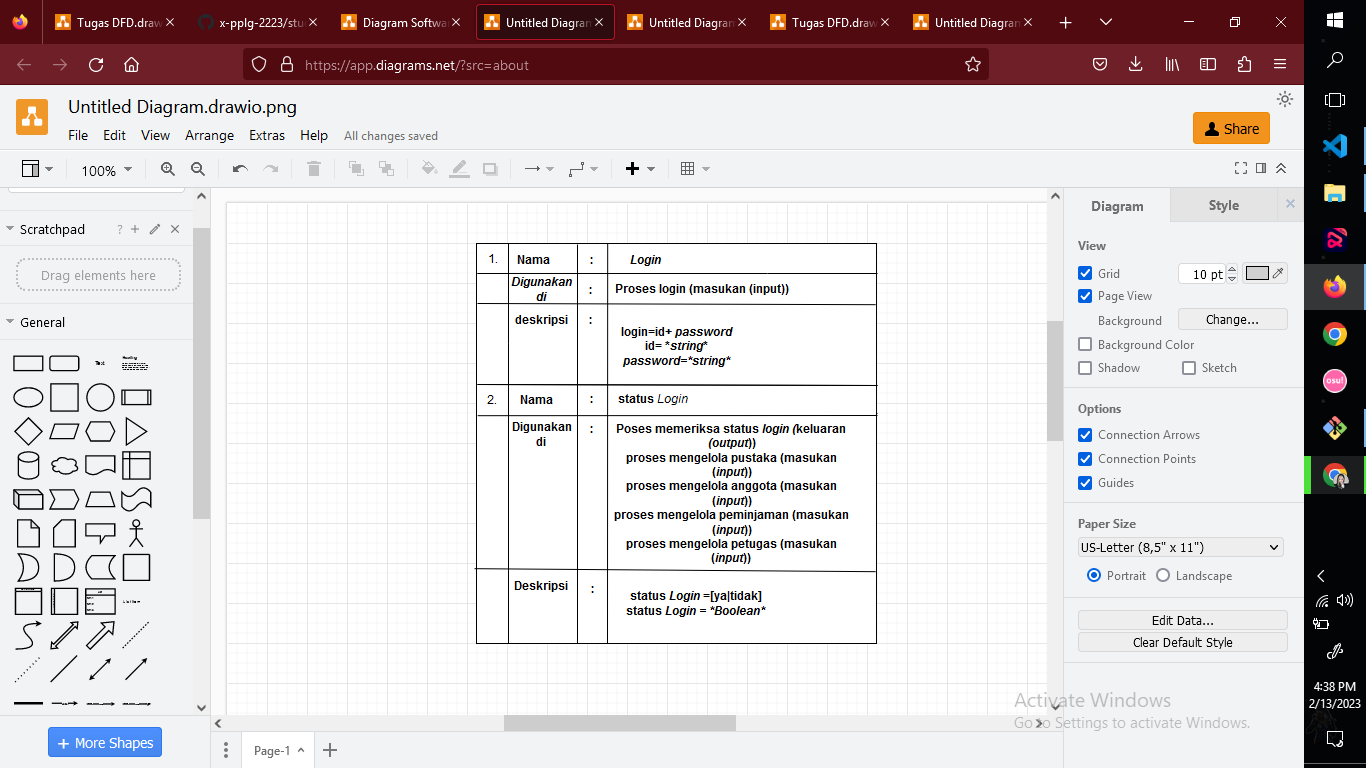 Tugas DFD.draw
x-pplg-2223/stu
Diagram Softwa
Untitled Diagram
Untitled Diagram
Tugas DFD.draw
Untitled Diagram
https://app.diagrams.net/?src=about
Untitled Diagram.drawio.png
File Edit View Arrange Extras Help All changes saved
Share
100%
Scratchpad
Drag elements here
General
Text
Heading
List Item
+ More Shapes
1. Nama : Login
Digunakan di : Proses login (masukan (input))
deskripsi : login=id+ password
id= *string*
password=*string*
2. Nama : status Login
Digunakan di : Poses memeriksa status login (keluaran
(output))
proses mengelola pustaka (masukan
(input))
proses mengelola anggota (masukan
(input))
proses mengelola peminjaman (masukan
(input))
proses mengelola petugas (masukan
(input))
Deskripsi : status Login =[ya|tidak]
status Login = *Boolean*
Page-1
Diagram Style
View
Grid 10 pt
Page View
Background Change...
Background Color
Shadow Sketch
Options
Connection Arrows
Connection Points
Guides
Paper Size
US-Letter (8,5" x 11")
Portrait Landscape
Edit Data...
Clear Default Style
Activate Windows
Go to Settings to activate Windows.
osu!
4:38 PM
2/13/2023